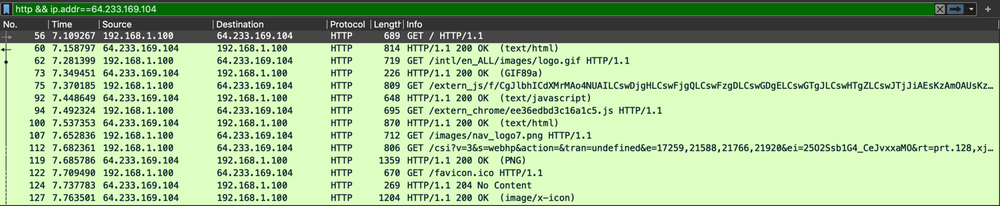 http && ip.addr==64.233.169.104
No. Time Source Destination Protocol Length Info
56 7.109267 192.168.1.100 64.233.169.104 HTTP 689 GET / HTTP/1.1
60 7.158797 64.233.169.104 192.168.1.100 HTTP 814 HTTP/1.1 200 OK (text/html)
62 7.281399 192.168.1.100 64.233.169.104 HTTP 719 GET /intl/en_ALL/images/logo.gif HTTP/1.1
73 7.349451 64.233.169.104 192.168.1.100 HTTP 226 HTTP/1.1 200 OK (GIF89a)
75 7.370185 192.168.1.100 64.233.169.104 HTTP 809 GET /extern_js/f/CgJlbhICdXMrMAo4NUAILCswDjgHLCswFjgQLCswFzgDLCswGDgELCswGTgJLCswHTgZLCswJTjJiAEsKzAmOAUsKz…
92 7.448649 64.233.169.104 192.168.1.100 HTTP 648 HTTP/1.1 200 OK (text/javascript)
94 7.492324 192.168.1.100 64.233.169.104 HTTP 695 GET /extern_chrome/ee36edbd3c16a1c5.js HTTP/1.1
100 7.537353 64.233.169.104 192.168.1.100 HTTP 870 HTTP/1.1 200 OK (text/html)
107 7.652836 192.168.1.100 64.233.169.104 HTTP 712 GET /images/nav_logo7.png HTTP/1.1
112 7.682361 192.168.1.100 64.233.169.104 HTTP 806 GET /csi?v=3&s=webhp&action=&tran=undefined&e=17259,21588,21766,21920&ei=25O2Ssb1G4_CeJvxxaMO&rt=prt.128,xj…
119 7.685786 64.233.169.104 192.168.1.100 HTTP 1359 HTTP/1.1 200 OK (PNG)
122 7.709490 192.168.1.100 64.233.169.104 HTTP 670 GET /favicon.ico HTTP/1.1
124 7.737783 64.233.169.104 192.168.1.100 HTTP 269 HTTP/1.1 204 No Content
127 7.763501 64.233.169.104 192.168.1.100 HTTP 1204 HTTP/1.1 200 OK (image/x-icon)